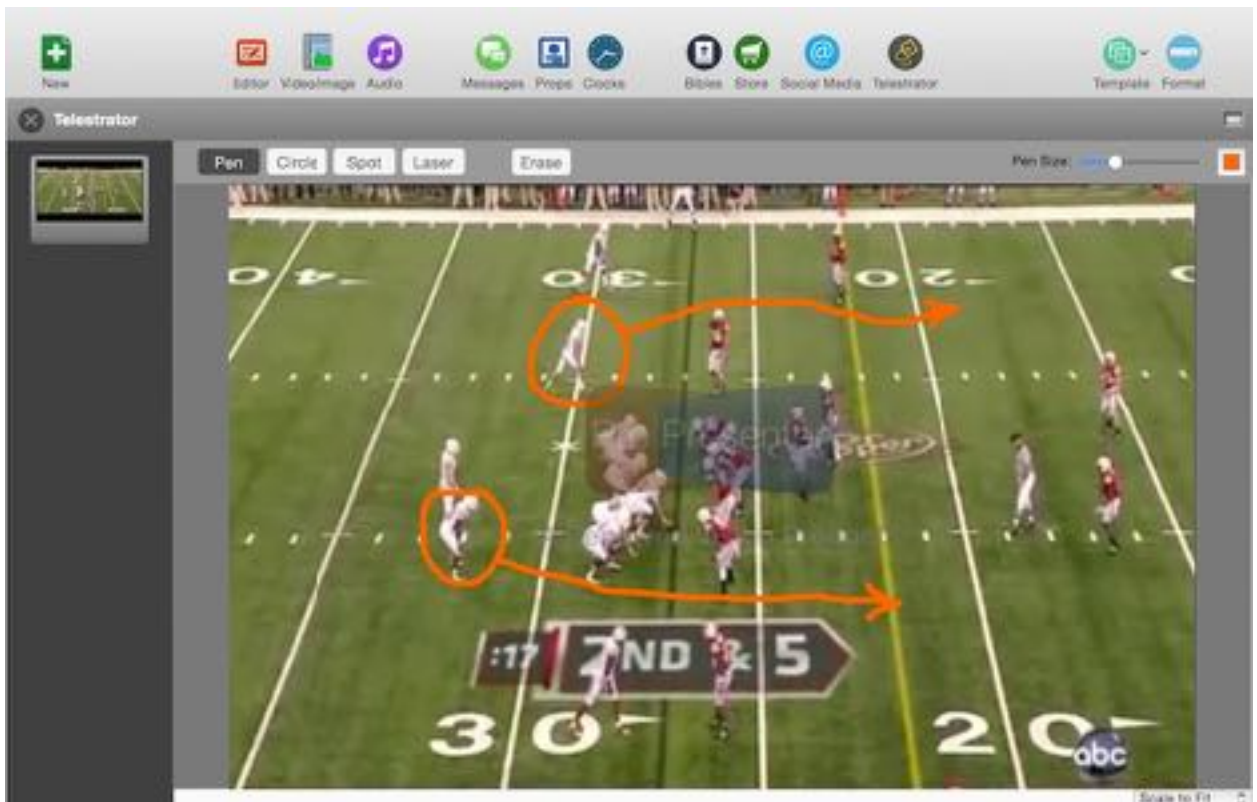 New Editor Video/Image Audio Messages Props Clocks Bibles Store Social Media Telestrator Template Format
Telestrator
Pen Circle Spot Laser Erase Pen Size:
40 30 20
:17 2ND & 5
30 20
abc
Scale to Fit